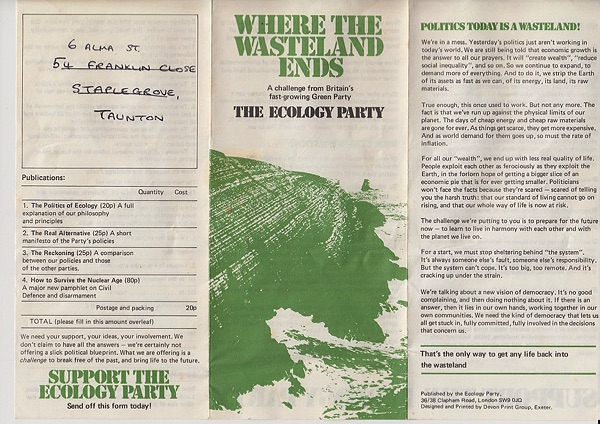 6 ALMA ST.
54 FRANKLIN CLOSE
STAPLEGROVE,
TAUNTON
Publications:
Quantity Cost
1. The Politics of Ecology (20p) A full
explanation of our philosophy
and principles
2. The Real Alternative (25p) A short
manifesto of the Party's policies
3. The Reckoning (25p) A comparison
between our policies and those
of the other parties.
4. How to Survive the Nuclear Age (80p)
A major new pamphlet on Civil
Defence and disarmament
Postage and packing 20p
TOTAL (please fill in this amount overleaf)
We need your support, your ideas, your involvement. We
don't claim to have all the answers — we're certainly not
offering a slick political blueprint. What we are offering is a
challenge to break free of the past, and bring life to the future.
SUPPORT THE
ECOLOGY PARTY
Send off this form today!
WHERE THE
WASTELAND
ENDS
A challenge from Britain's
fast-growing Green Party
THE ECOLOGY PARTY
POLITICS TODAY IS A WASTELAND!
We're in a mess. Yesterday's politics just aren't working in
today's world. We are still being told that economic growth is
the answer to all our prayers. It will "create wealth", "reduce
social inequality", and so on. So we continue to expand, to
demand more of everything. And to do it, we strip the Earth
of its assets as fast as we can, of its energy, its land, its raw
materials.
True enough, this once used to work. But not any more. The
fact is that we've run up against the physical limits of our
planet. The days of cheap energy and cheap raw materials
are gone for ever. As things get scarce, they get more expensive.
And as world demand for them goes up, so must the rate of
inflation.
For all our "wealth", we end up with less real quality of life.
People exploit each other as ferociously as they exploit the
Earth, in the forlorn hope of getting a bigger slice of an
economic pie that is for ever getting smaller. Politicians
won't face the facts because they're scared — scared of telling
you the harsh truth: that our standard of living cannot go on
rising, and that our whole way of life is now at risk.
The challenge we're putting to you is to prepare for the future
now — to learn to live in harmony with each other and with
the planet we live on.
For a start, we must stop sheltering behind "the system".
It's always someone else's fault, someone else's responsibility.
But the system can't cope. It's too big, too remote. And it's
cracking up under the strain.
We're talking about a new vision of democracy. It's no good
complaining, and then doing nothing about it. If there is an
answer, then it lies in our own hands, working together in our
own communities. We need the kind of democracy that lets us
all get stuck in, fully committed, fully involved in the decisions
that concern us.
That's the only way to get any life back into
the wasteland
Published by the Ecology Party,
36/38 Clapham Road, London SW9 0JQ
Designed and Printed by Devon Print Group, Exeter.